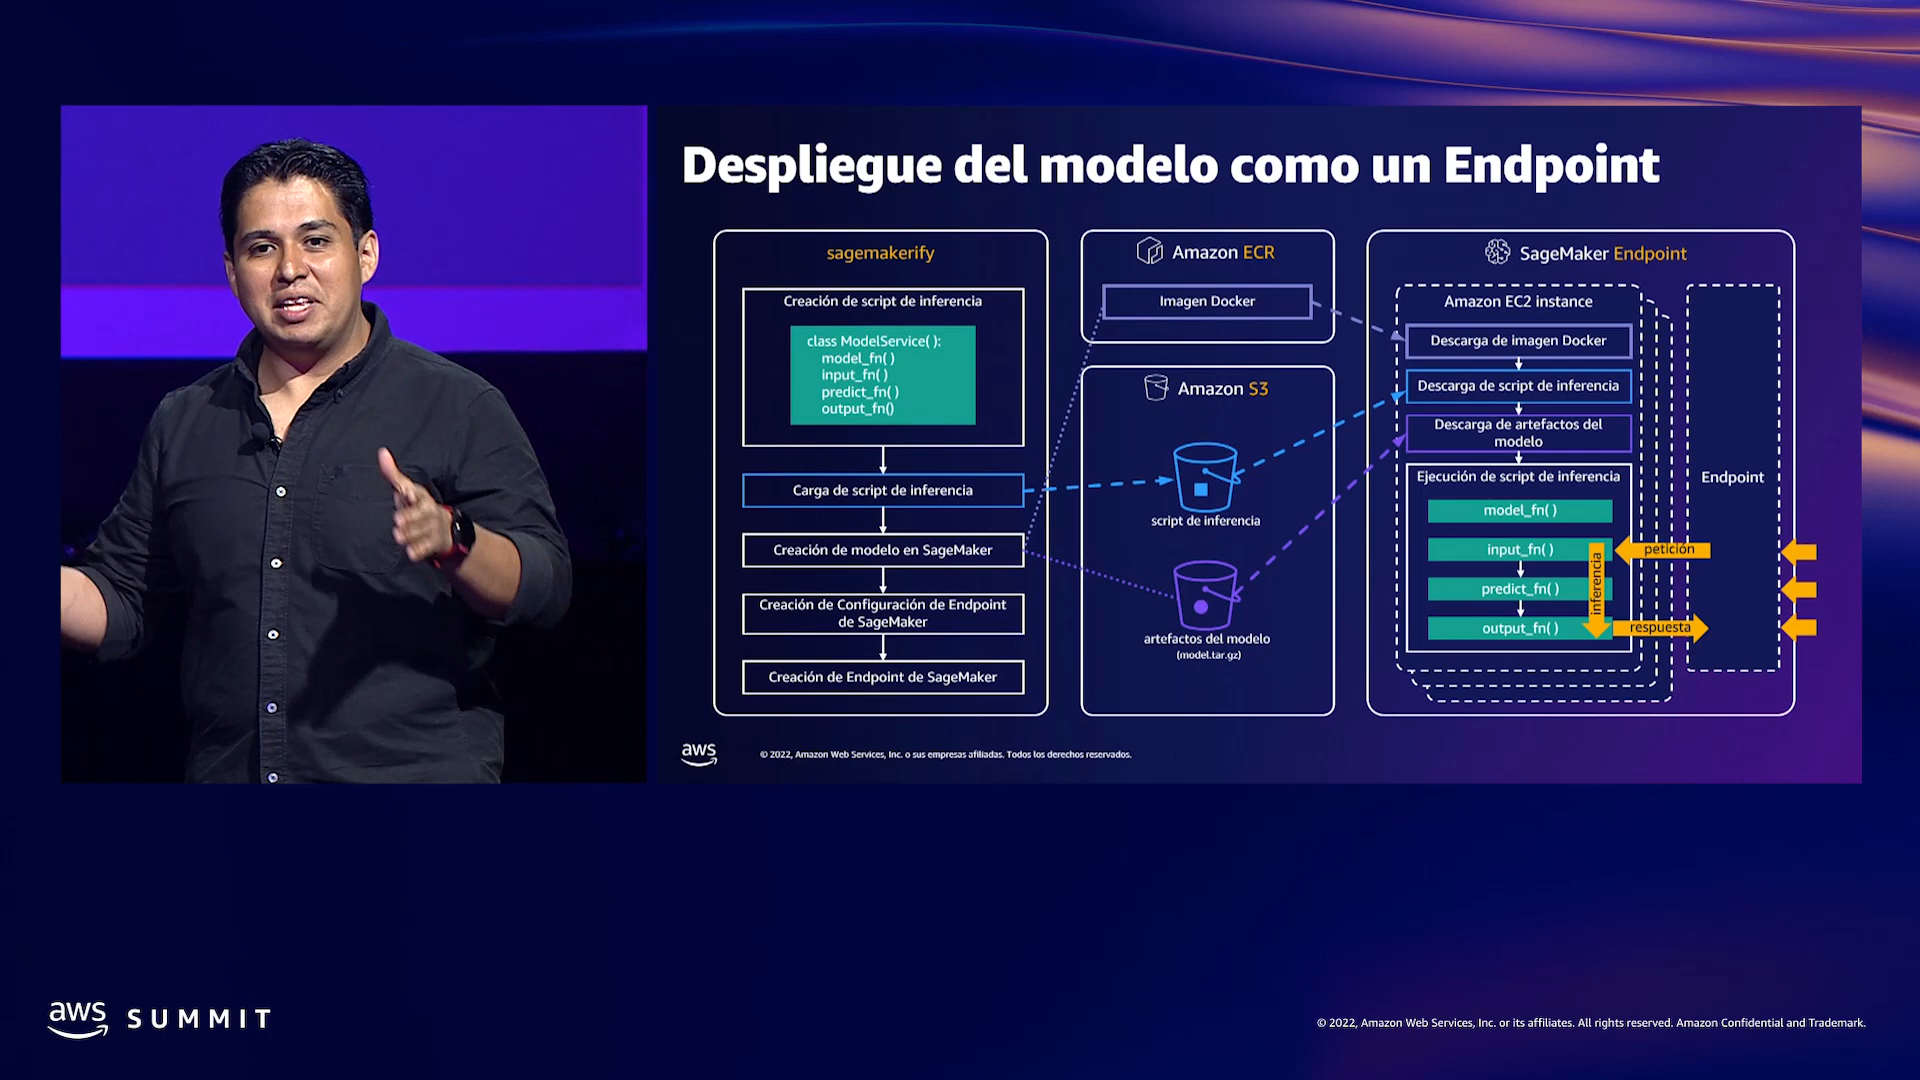 Despliegue del modelo como un Endpoint
sagemakerify
Creación de script de inferencia
class ModelService( ):
model_fn( )
input_fn( )
predict_fn( )
output_fn()
Carga de script de inferencia
Creación de modelo en SageMaker
Creación de Configuración de Endpoint
de SageMaker
Creación de Endpoint de SageMaker
Amazon ECR
Imagen Docker
Amazon S3
script de inferencia
artefactos del modelo
(model.tar.gz)
SageMaker Endpoint
Amazon EC2 instance
Descarga de imagen Docker
Descarga de script de inferencia
Descarga de artefactos del
modelo
Ejecución de script de inferencia
model_fn( )
input_fn( )
predict_fn( )
output_fn( )
inferencia
petición
respuesta
Endpoint
aws
© 2022, Amazon Web Services, Inc. o sus empresas afiliadas. Todos los derechos reservados.
aws SUMMIT
© 2022, Amazon Web Services, Inc. or its affiliates. All rights reserved. Amazon Confidential and Trademark.